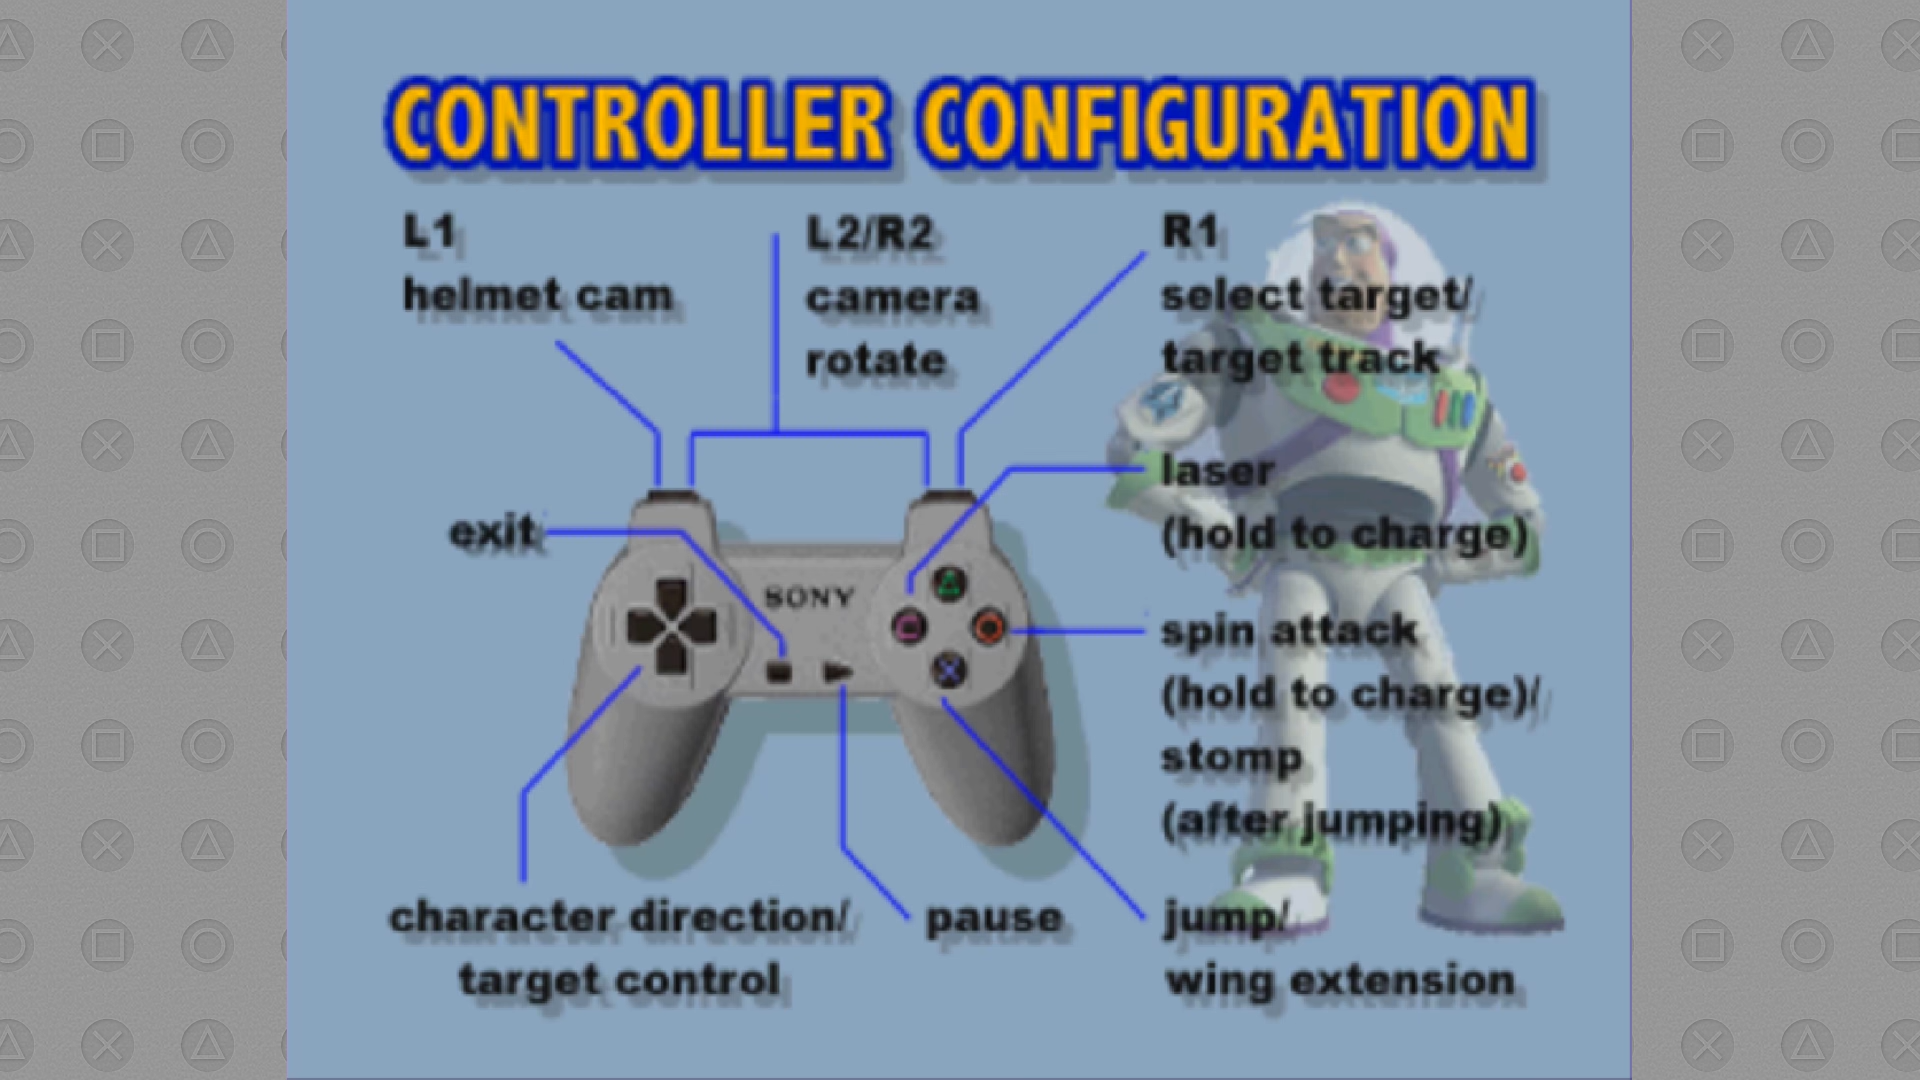 CONTROLLER CONFIGURATION
L1
helmet cam
L2/R2
camera
rotate
R1
select target/
target track
laser
(hold to charge)
exit
SONY
spin attack
(hold to charge)/
stomp
(after jumping)
character direction/
target control
pause
jump/
wing extension